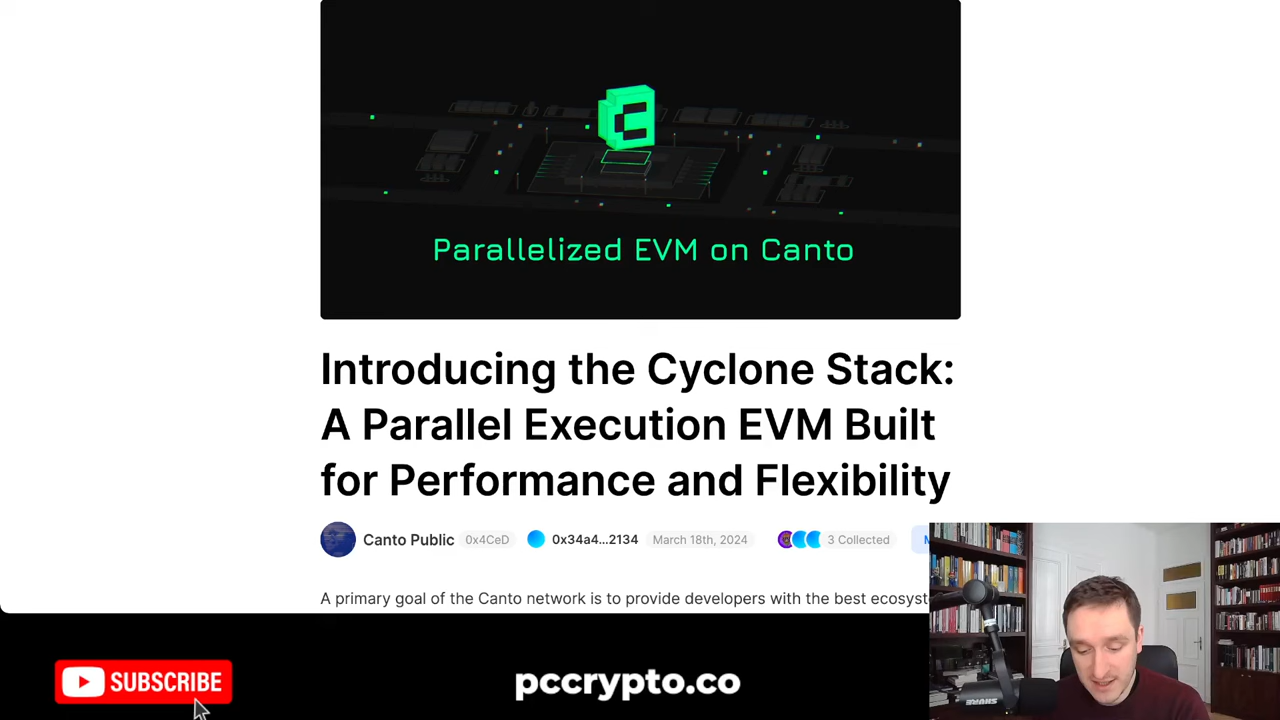 Parallelized EVM on Canto
Introducing the Cyclone Stack:
A Parallel Execution EVM Built
for Performance and Flexibility
Canto Public 0x4CeD 0x34a4...2134 March 18th, 2024 3 Collected
A primary goal of the Canto network is to provide developers with the best
SUBSCRIBE
pccrypto.co
SHURE